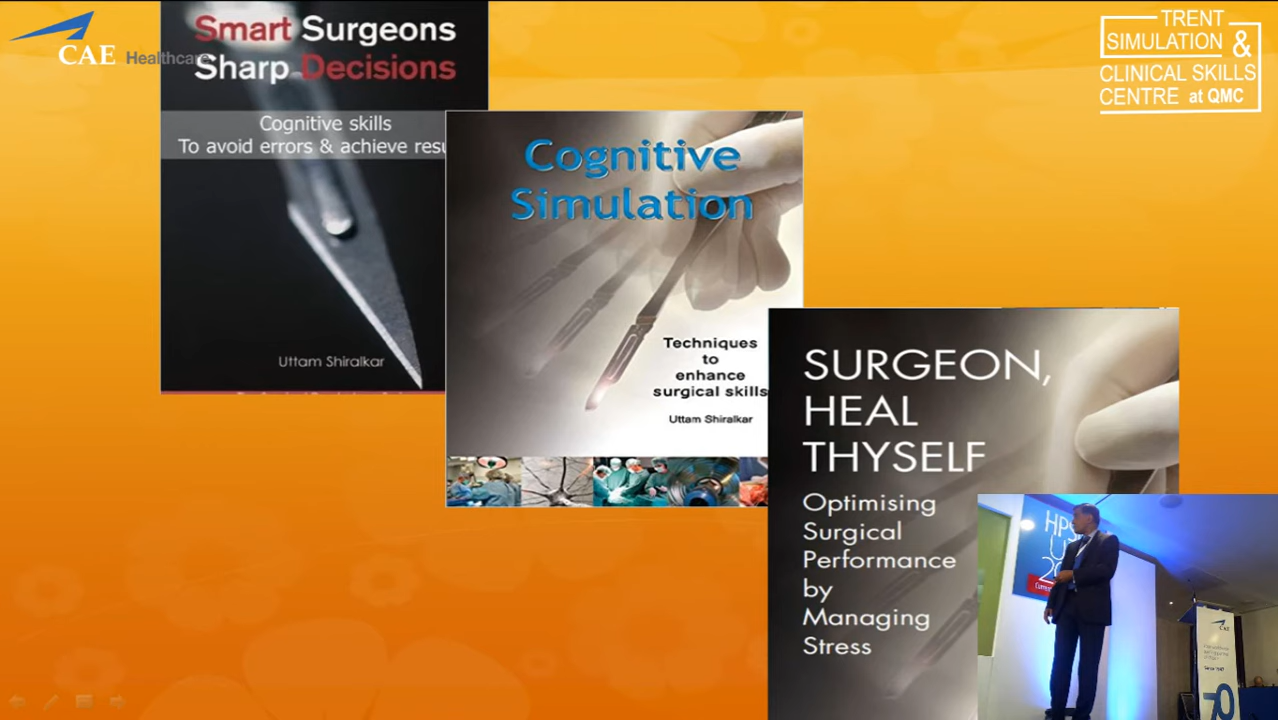 CAE Healthcare
TRENT
SIMULATION &
CLINICAL SKILLS
CENTRE at QMC
Smart Surgeons
Sharp Decisions
Cognitive skills
To avoid errors & achieve resu
Uttam Shiralkar
Cognitive
Simulation
Techniques
to
enhance
surgical skills
Uttam Shiralkar
SURGEON,
HEAL
THYSELF
Optimising
Surgical
Performance
by
Managing
Stress
CAE
70